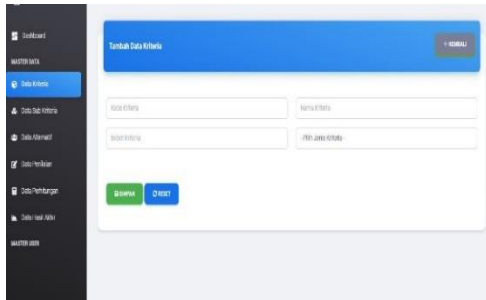 Dashboard
MASTER DATA
Data Kriteria
Data Sub Kriteria
Data Alternatif
Data Penilaian
Data Perhitungan
Data Hasil Akhir
MASTER USER
Tambah Data Kriteria
KEMBALI
Kode Kriteria
Nama Kriteria
Bobot Kriteria
-Pilih Jenis Kriteria-
SIMPAN
RESET